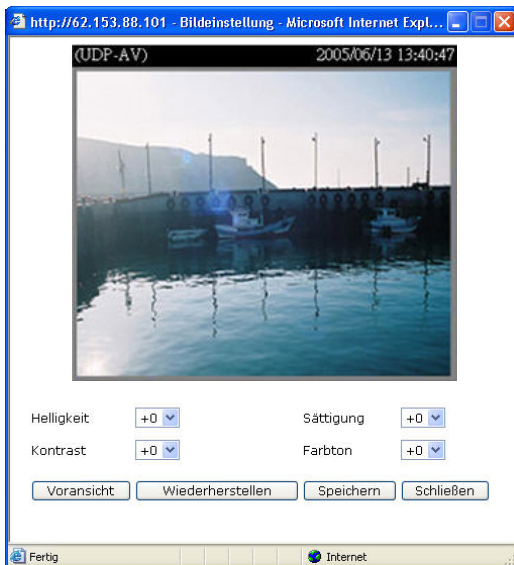 http://62.153.88.101 - Bildeinstellung - Microsoft Internet Expl...
(UDP-AV) 2005/06/13 13:40:47
Helligkeit +0 Sättigung +0
Kontrast +0 Farbton +0
Voransicht Wiederherstellen Speichern Schließen
Fertig Internet